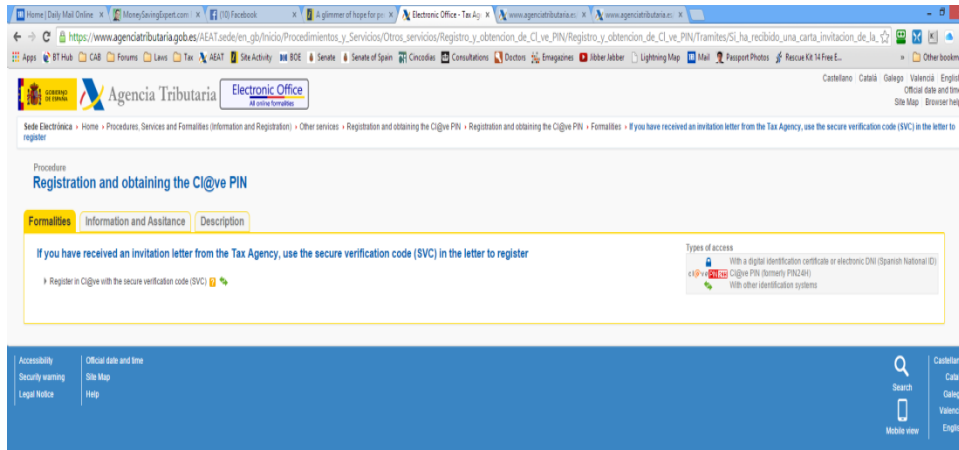 Home | Daily Mail Online
MoneySavingExpert.com
(10) Facebook
A glimmer of hope for pe
Electronic Office - Tax Ag
www.agenciatributaria.e
www.agenciatributaria.es
https://www.agenciatributaria.gob.es/AEAT.sede/en_gb/Inicio/Procedimientos_y_Servicios/Otros_servicios/Registro_y_obtencion_de_Cl_ve_PIN/Registro_y_obtencion_de_Cl_ve_PIN/Tramites/Si_ha_recibido_una_carta_invitacion_de_la_
Apps BT Hub CAB Forums Laws Tax AEAT Site Activity BOE Senate Senate of Spain Cincodias Consultations Doctors Emagazines Jibber Jabber Lightning Map Mail Passport Photos Rescue Kit 14 Free E... » Other bookm
Castellano Català Galego Valencià English
Official date and time
Site Map Browser help
GOBIERNO DE ESPAÑA
Agencia Tributaria
Electronic Office
All online formalities
Sede Electrónica Home Procedures, Services and Formalities (Information and Registration) Other services Registration and obtaining the Cl@ve PIN Registration and obtaining the Cl@ve PIN Formalities If you have received an invitation letter from the Tax Agency, use the secure verification code (SVC) in the letter to
register
Procedure
Registration and obtaining the Cl@ve PIN
Formalities Information and Assitance Description
If you have received an invitation letter from the Tax Agency, use the secure verification code (SVC) in the letter to register
Register in Cl@ve with the secure verification code (SVC) ?
Types of access
With a digital identification certificate or electronic DNI (Spanish National ID)
cl@ve PIN Cl@ve PIN (formerly PIN24H)
With other identification systems
Accessibility
Security warning
Legal Notice
Official date and time
Site Map
Help
Search
Mobile view
Castellan
Cata
Galeg
Valenc
Englis